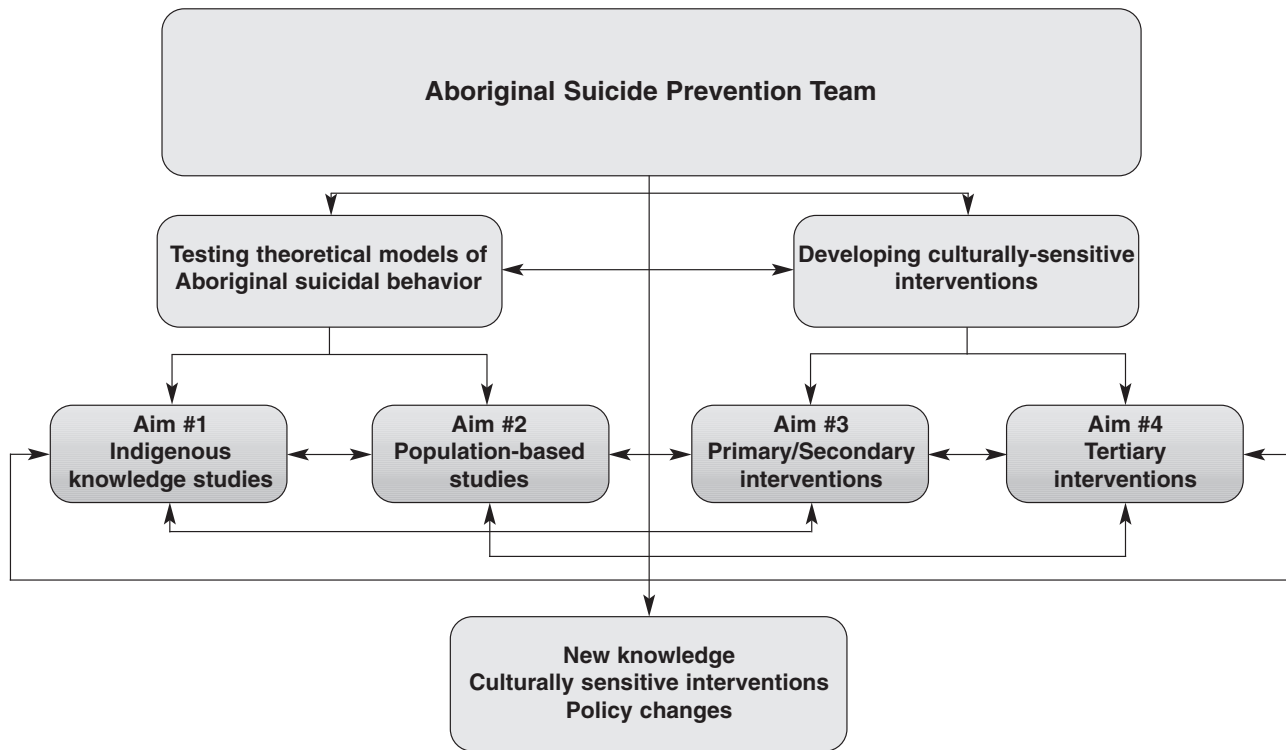 Aboriginal Suicide Prevention Team
Testing theoretical models of
Aboriginal suicidal behavior
Developing culturally-sensitive
interventions
Aim #1
Indigenous
knowledge studies
Aim #2
Population-based
studies
Aim #3
Primary/Secondary
interventions
Aim #4
Tertiary
interventions
New knowledge
Culturally sensitive interventions
Policy changes